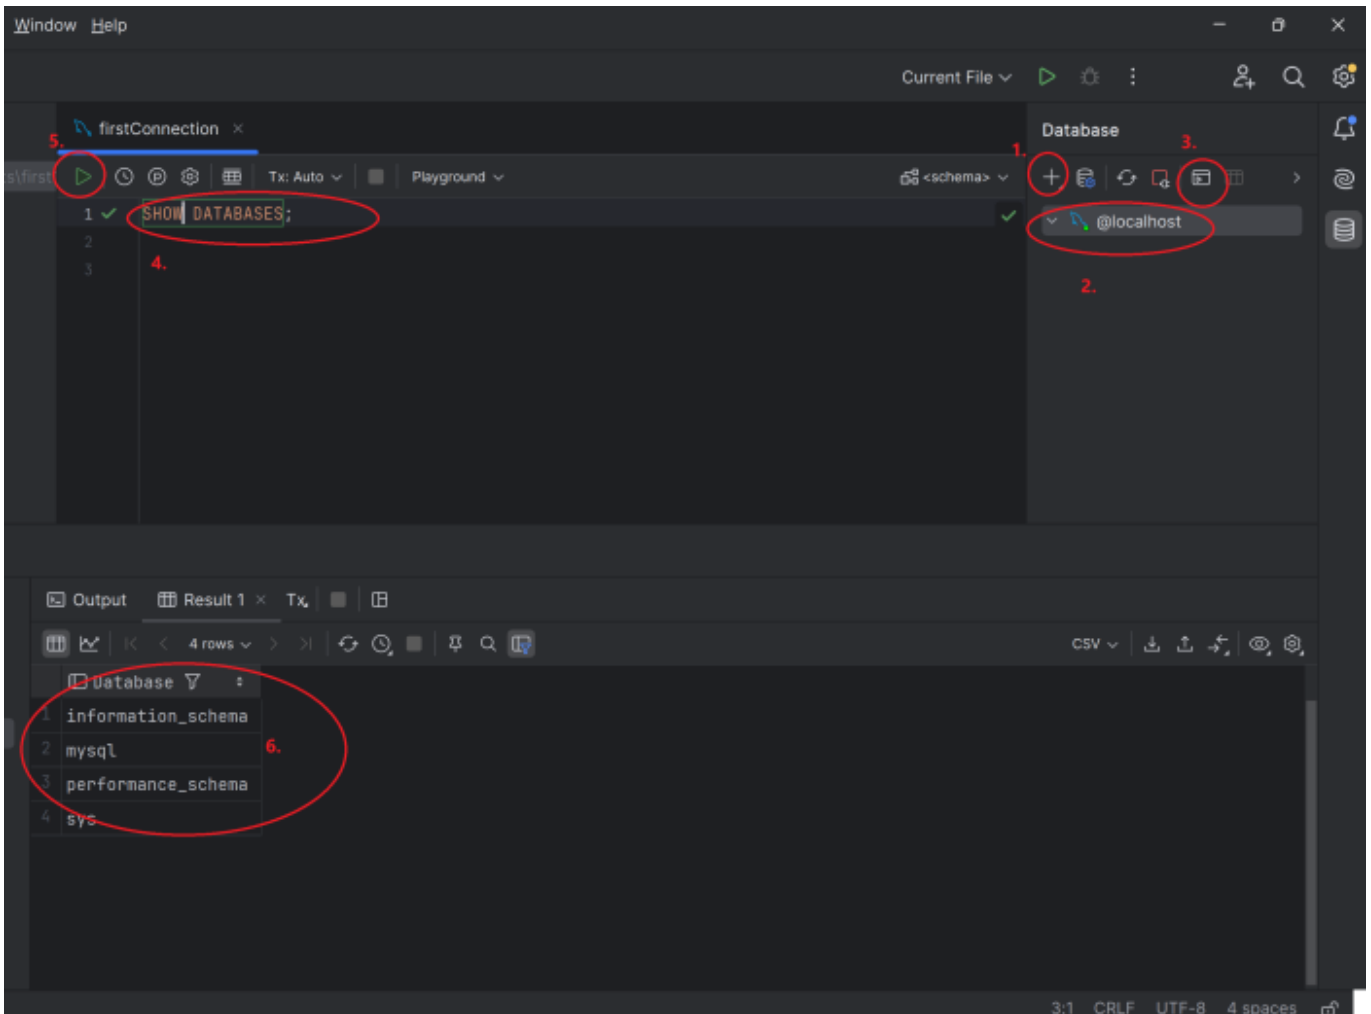 Window Help
Current File
firstConnection
Database
5.
1.
3.
s\first
Tx: Auto
Playground
<schema>
1 SHOW DATABASES;
@localhost
2
3
4.
2.
Output
Result 1
Tx
4 rows
CSV
Database
1 information_schema
2 mysql
6.
3 performance_schema
4 sys
3:1 CRLF UTF-8 4 spaces